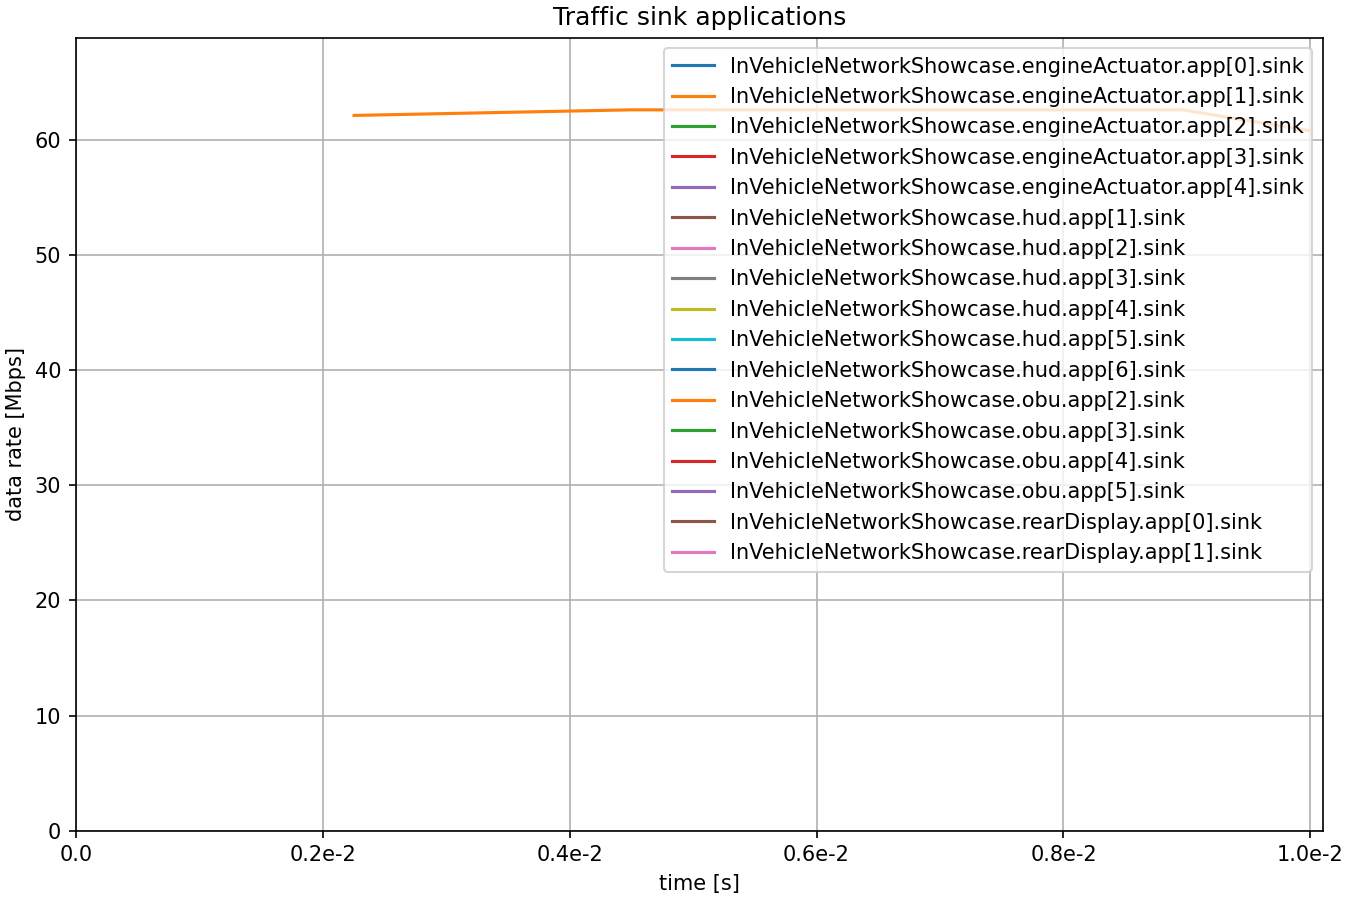 Traffic sink applications
InVehicleNetworkShowcase.engineActuator.app[0].sink
InVehicleNetworkShowcase.engineActuator.app[1].sink
InVehicleNetworkShowcase.engineActuator.app[2].sink
InVehicleNetworkShowcase.engineActuator.app[3].sink
InVehicleNetworkShowcase.engineActuator.app[4].sink
InVehicleNetworkShowcase.hud.app[1].sink
InVehicleNetworkShowcase.hud.app[2].sink
InVehicleNetworkShowcase.hud.app[3].sink
InVehicleNetworkShowcase.hud.app[4].sink
InVehicleNetworkShowcase.hud.app[5].sink
InVehicleNetworkShowcase.hud.app[6].sink
InVehicleNetworkShowcase.obu.app[2].sink
InVehicleNetworkShowcase.obu.app[3].sink
InVehicleNetworkShowcase.obu.app[4].sink
InVehicleNetworkShowcase.obu.app[5].sink
InVehicleNetworkShowcase.rearDisplay.app[0].sink
InVehicleNetworkShowcase.rearDisplay.app[1].sink
data rate [Mbps]
60
50
40
30
20
10
0
0.0 0.2e-2 0.4e-2 0.6e-2 0.8e-2 1.0e-2
time [s]